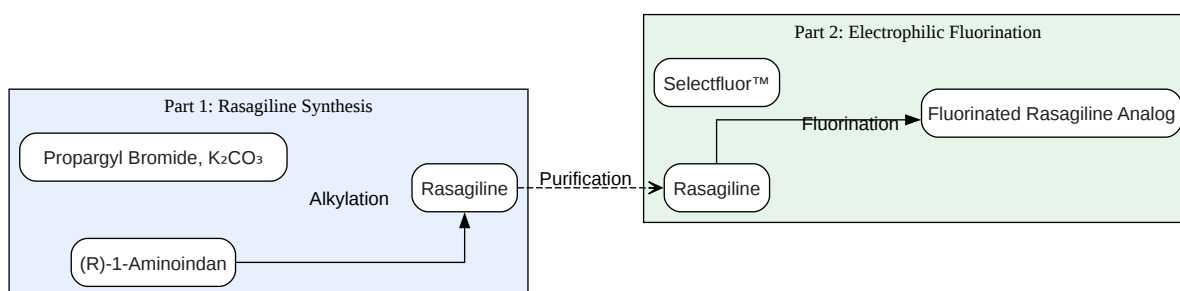 Part 1: Rasagiline Synthesis
Propargyl Bromide, K₂CO₃
Alkylation
Rasagiline
(R)-1-Aminoindan
Purification
Part 2: Electrophilic Fluorination
Selectfluor™
Fluorination
Fluorinated Rasagiline Analog
Rasagiline